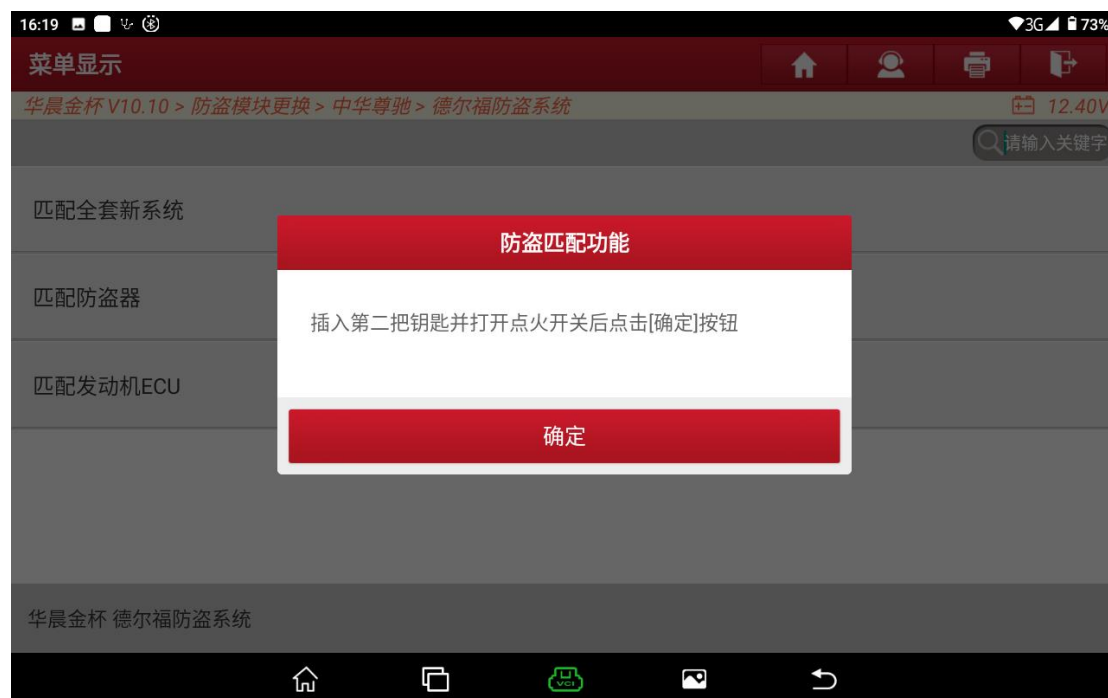 16:19
3G 73%
菜单显示
华晨金杯 V10.10 > 防盗模块更换 > 中华尊驰 > 德尔福防盗系统
12.40V
请输入关键字
匹配全套新系统
防盗匹配功能
匹配防盗器
插入第二把钥匙并打开点火开关后点击[确定]按钮
匹配发动机ECU
确定
华晨金杯 德尔福防盗系统
VCI